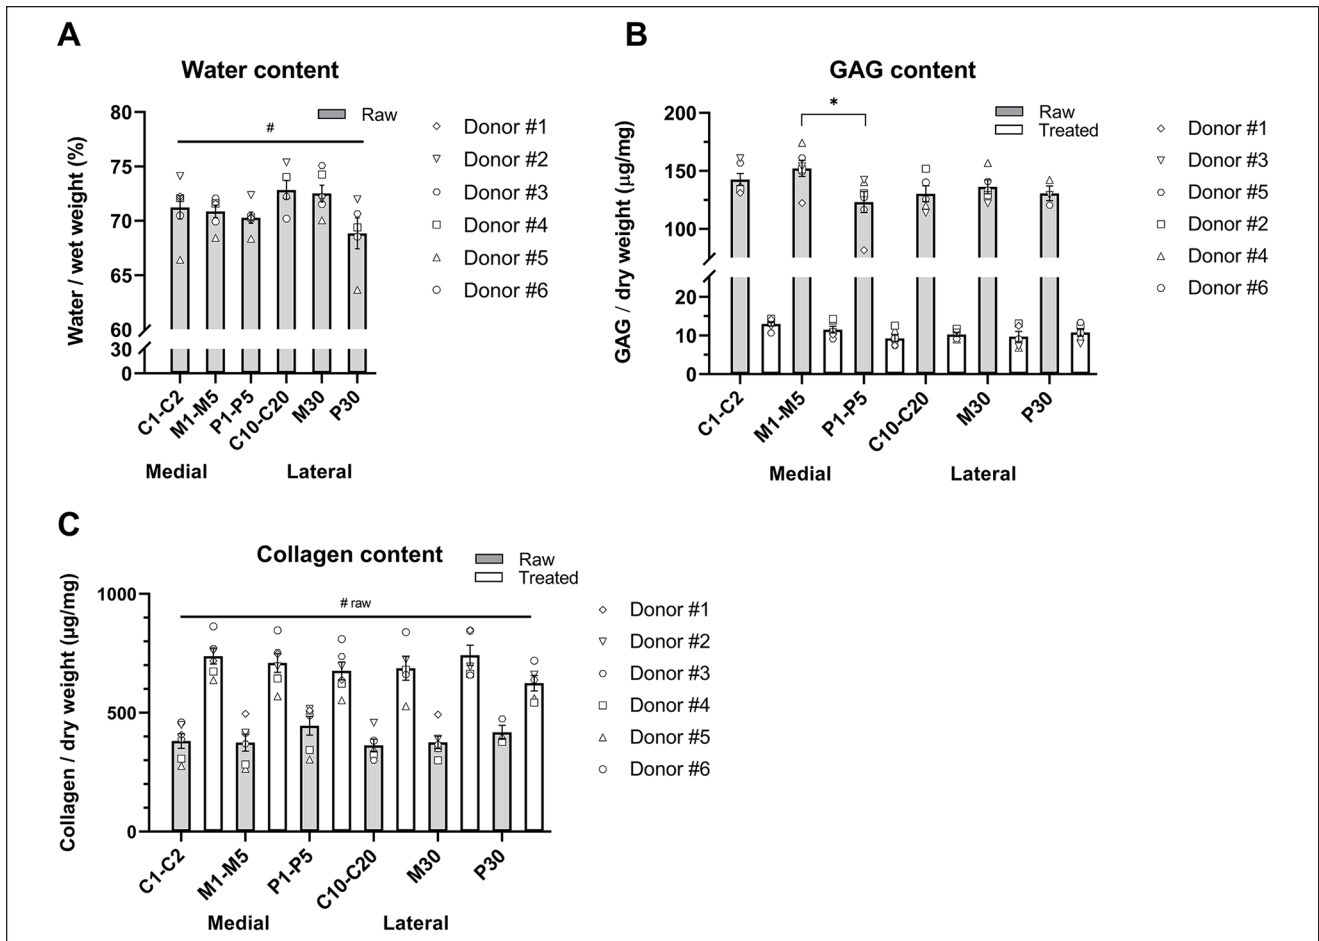 A
Water content
Raw
#
Water / wet weight (%)
80
75
70
65
60
30
0
C1-C2
M1-M5
P1-P5
C10-C20
M30
P30
Medial
Lateral
Donor #1
Donor #2
Donor #3
Donor #4
Donor #5
Donor #6
B
GAG content
Raw
Treated
*
GAG / dry weight (µg/mg)
200
150
100
20
10
0
C1-C2
M1-M5
P1-P5
C10-C20
M30
P30
Medial
Lateral
Donor #1
Donor #3
Donor #5
Donor #2
Donor #4
Donor #6
C
Collagen content
Raw
Treated
# raw
Collagen / dry weight (µg/mg)
1000
500
0
C1-C2
M1-M5
P1-P5
C10-C20
M30
P30
Medial
Lateral
Donor #1
Donor #2
Donor #3
Donor #4
Donor #5
Donor #6